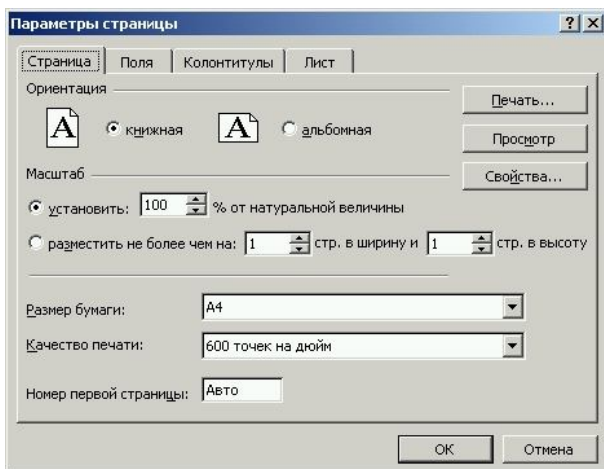 Параметры страницы
Страница Поля Колонтитулы Лист
Ориентация
Печать...
A книжная A альбомная
Просмотр
Масштаб
Свойства...
установить: 100 % от натуральной величины
разместить не более чем на: 1 стр. в ширину и 1 стр. в высоту
Размер бумаги: A4
Качество печати: 600 точек на дюйм
Номер первой страницы: Авто
ОК Отмена